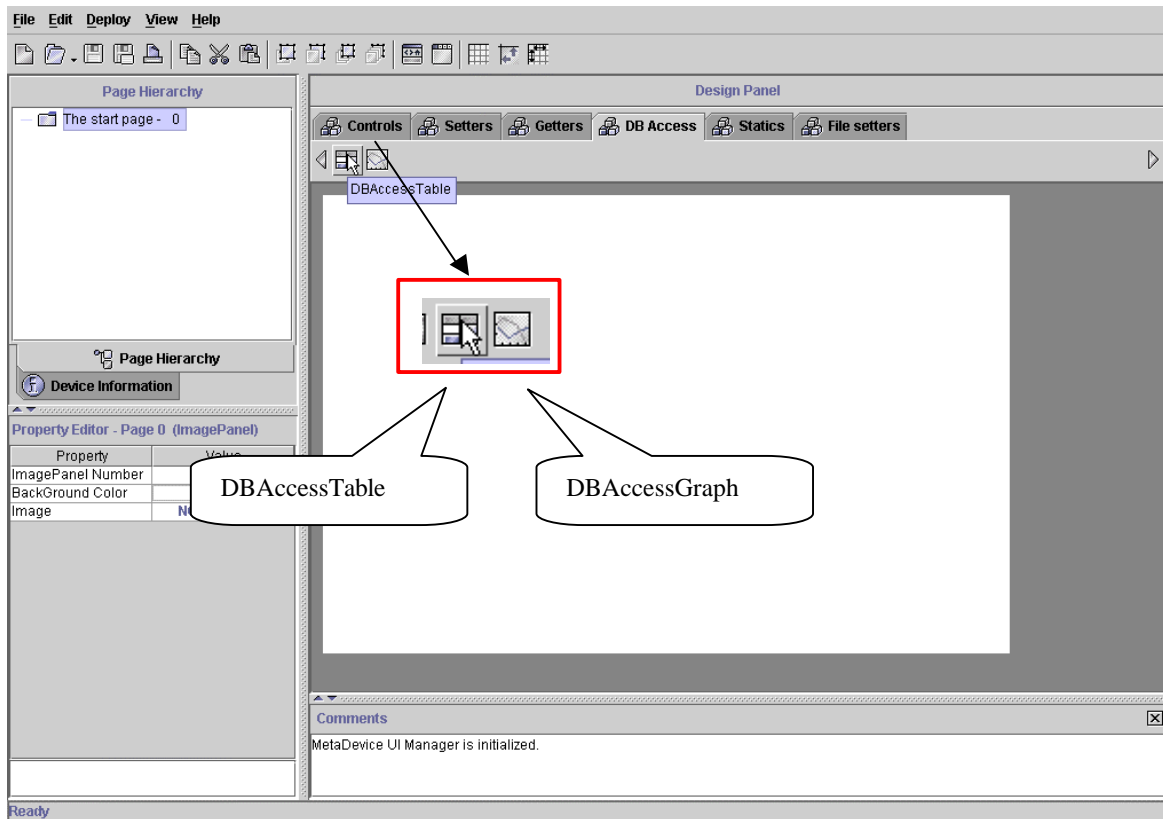 File Edit Deploy View Help
Page Hierarchy
The start page - 0
Page Hierarchy
Device Information
Property Editor - Page 0 (ImagePanel)
Property
ImagePanel Number
BackGround Color
Image
Design Panel
Controls Setters Getters DB Access Statics File setters
DBAccessTable
DBAccessTable
DBAccessGraph
Comments
MetaDevice UI Manager is initialized.
Ready